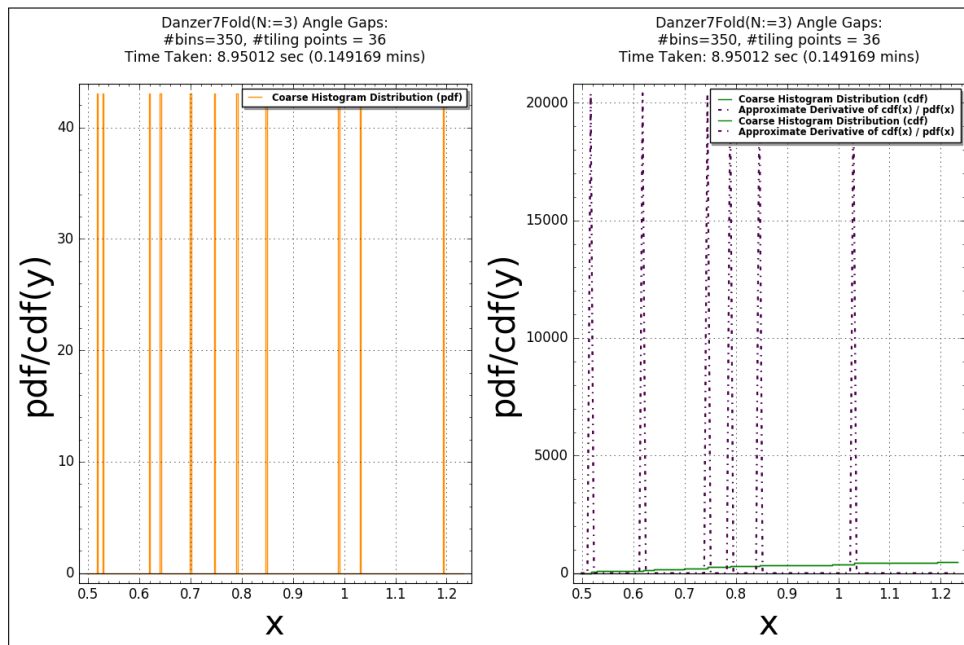 Danzer7Fold(N:=3) Angle Gaps:
#bins=350, #tiling points = 36
Time Taken: 8.95012 sec (0.149169 mins)
Coarse Histogram Distribution (pdf)
40
30
20
10
0
pdf/cdf(y)
0.5 0.6 0.7 0.8 0.9 1 1.1 1.2
x
Danzer7Fold(N:=3) Angle Gaps:
#bins=350, #tiling points = 36
Time Taken: 8.95012 sec (0.149169 mins)
Coarse Histogram Distribution (cdf)
Approximate Derivative of cdf(x) / pdf(x)
Coarse Histogram Distribution (cdf)
Approximate Derivative of cdf(x) / pdf(x)
20000
15000
10000
5000
0
pdf/cdf(y)
0.5 0.6 0.7 0.8 0.9 1 1.1 1.2
x